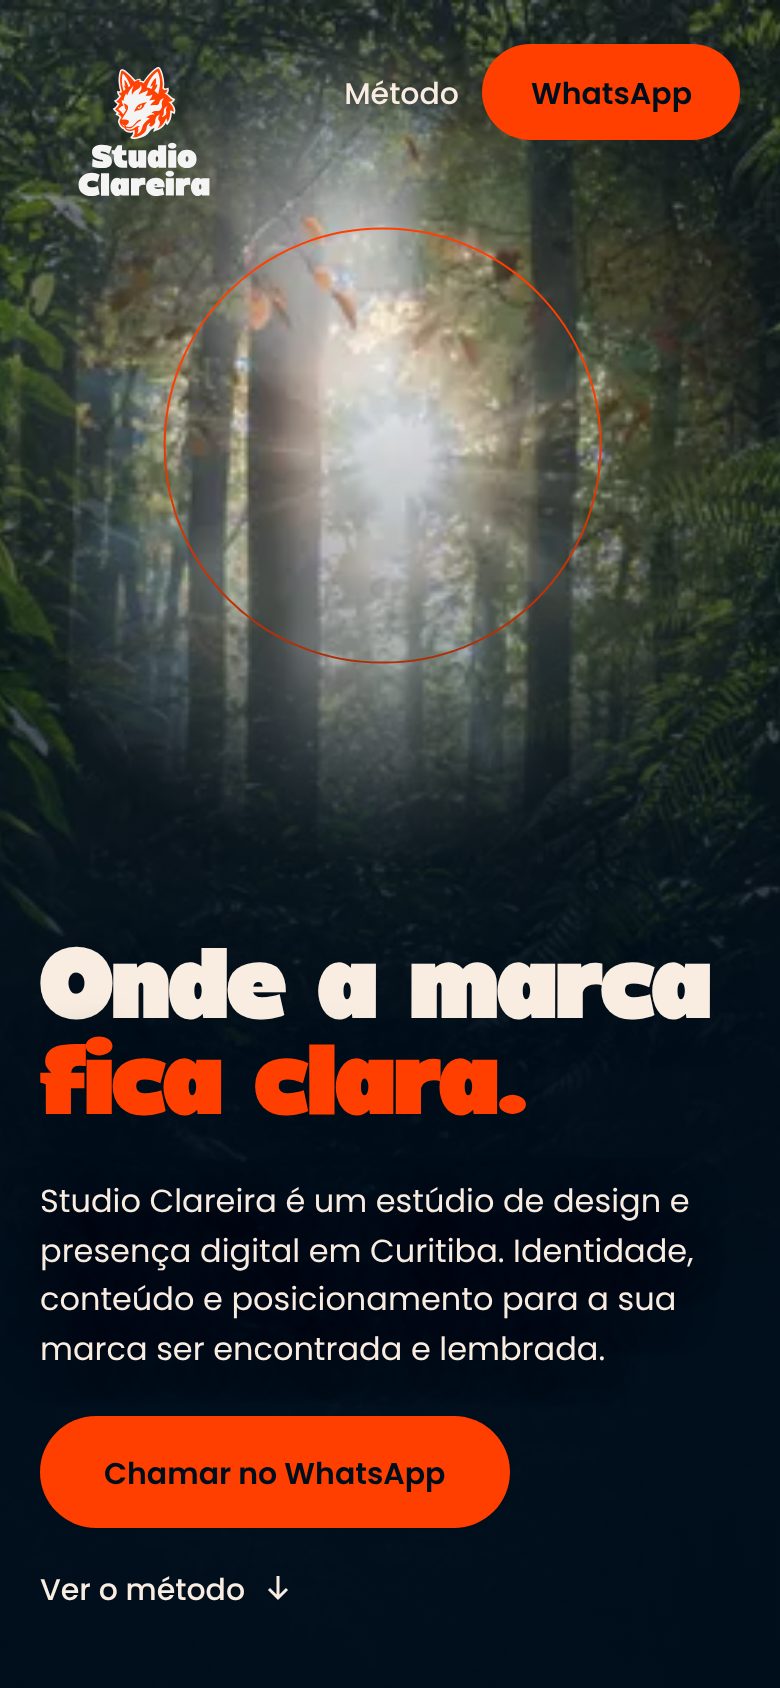 Studio
Clareira
Método
WhatsApp
Onde a marca
fica clara.
Studio Clareira é um estúdio de design e
presença digital em Curitiba. Identidade,
conteúdo e posicionamento para a sua
marca ser encontrada e lembrada.
Chamar no WhatsApp
Ver o método ↓